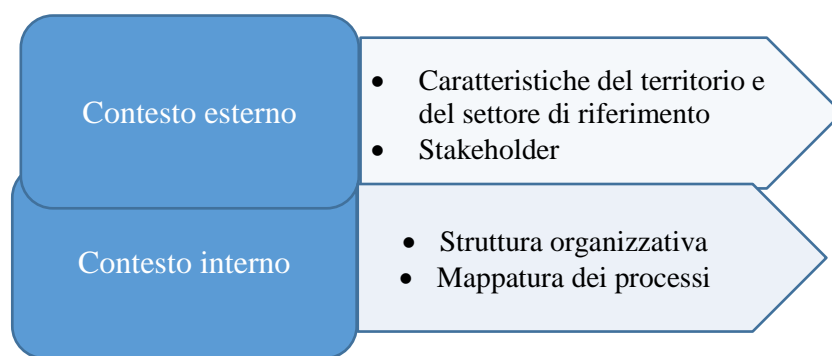 Contesto esterno
• Caratteristiche del territorio e
del settore di riferimento
• Stakeholder
Contesto interno
• Struttura organizzativa
• Mappatura dei processi